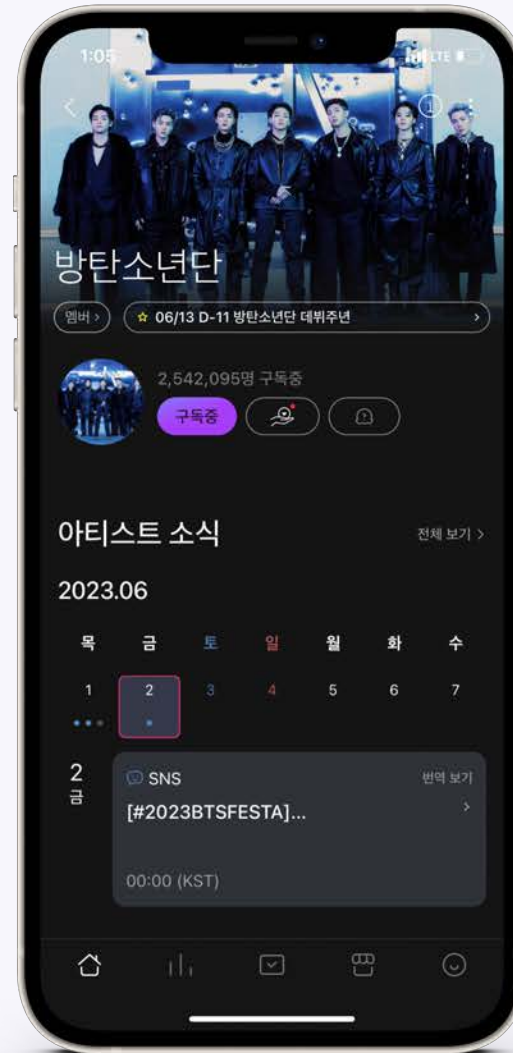 1:05 LTE
방탄소년단
멤버 >
06/13 D-11 방탄소년단 데뷔주년 >
2,542,095명 구독중
구독중
아티스트 소식
전체 보기 >
2023.06
목 금 토 일 월 화 수
1 2 3 4 5 6 7
2
금
SNS
번역 보기
[#2023BTSFESTA]...
00:00 (KST)